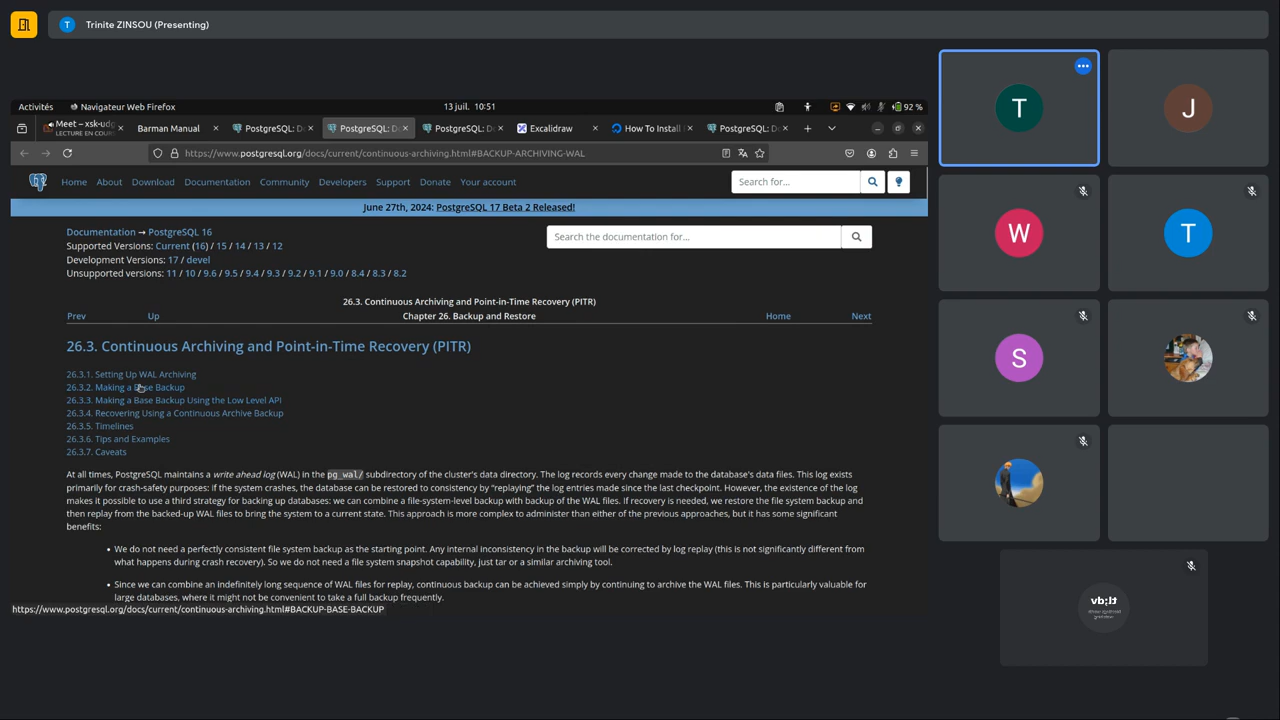 Trinite ZINSOU (Presenting)
Activités
Navigateur Web Firefox
13 juil. 10:51
92 %
Meet – xsk-udg
LECTURE EN COURS
Barman Manual
PostgreSQL: Do
PostgreSQL: D
PostgreSQL: Do
Excalidraw
How To Install
PostgreSQL: Do
https://www.postgresql.org/docs/current/continuous-archiving.html#BACKUP-ARCHIVING-WAL
Home About Download Documentation Community Developers Support Donate Your account
Search for...
June 27th, 2024: PostgreSQL 17 Beta 2 Released!
Documentation → PostgreSQL 16
Supported Versions: Current (16) / 15 / 14 / 13 / 12
Development Versions: 17 / devel
Unsupported versions: 11 / 10 / 9.6 / 9.5 / 9.4 / 9.3 / 9.2 / 9.1 / 9.0 / 8.4 / 8.3 / 8.2
Search the documentation for...
26.3. Continuous Archiving and Point-in-Time Recovery (PITR)
Prev Up Chapter 26. Backup and Restore Home Next
26.3. Continuous Archiving and Point-in-Time Recovery (PITR)
26.3.1. Setting Up WAL Archiving
26.3.2. Making a Base Backup
26.3.3. Making a Base Backup Using the Low Level API
26.3.4. Recovering Using a Continuous Archive Backup
26.3.5. Timelines
26.3.6. Tips and Examples
26.3.7. Caveats
At all times, PostgreSQL maintains a write ahead log (WAL) in the pg_wal/ subdirectory of the cluster's data directory. The log records every change made to the database's data files. This log exists
primarily for crash-safety purposes: if the system crashes, the database can be restored to consistency by “replaying” the log entries made since the last checkpoint. However, the existence of the log
makes it possible to use a third strategy for backing up databases: we can combine a file-system-level backup with backup of the WAL files. If recovery is needed, we restore the file system backup and
then replay from the backed-up WAL files to bring the system to a current state. This approach is more complex to administer than either of the previous approaches, but it has some significant
benefits:
• We do not need a perfectly consistent file system backup as the starting point. Any internal inconsistency in the backup will be corrected by log replay (this is not significantly different from
what happens during crash recovery). So we do not need a file system snapshot capability, just tar or a similar archiving tool.
• Since we can combine an indefinitely long sequence of WAL files for replay, continuous backup can be achieved simply by continuing to archive the WAL files. This is particularly valuable for
large databases, where it might not be convenient to take a full backup frequently.
https://www.postgresql.org/docs/current/continuous-archiving.html#BACKUP-BASE-BACKUP
T
T
J
W
T
S